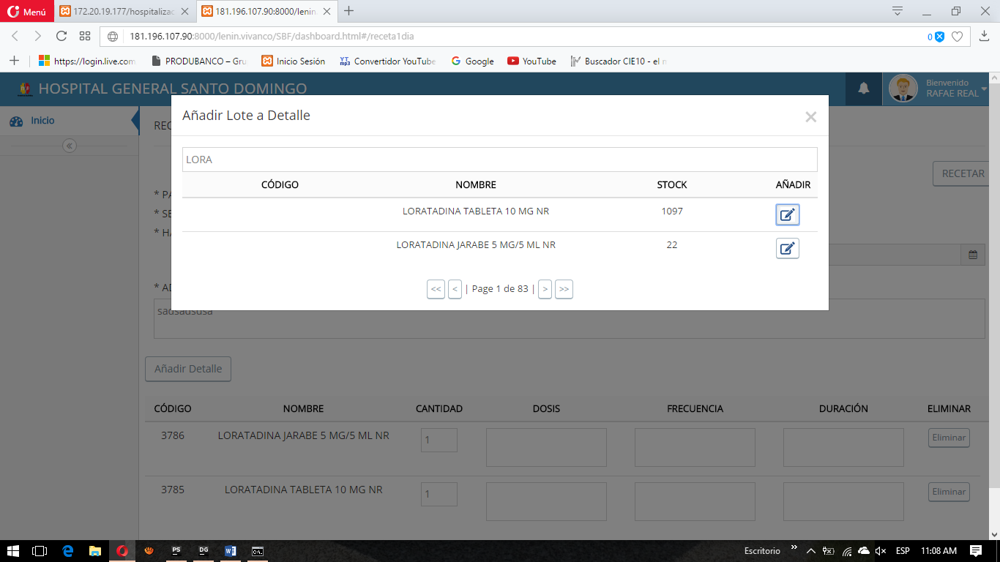 Menú
172.20.19.177/hospitalizac
181.196.107.90:8000/lenin.
181.196.107.90:8000/lenin.vivanco/SBF/dashboard.html#/receta1dia
0
https://login.live.com
PRODUBANCO – Gru
Inicio Sesión
Convertidor YouTube
Google
YouTube
Buscador CIE10 - el n
HOSPITAL GENERAL SANTO DOMINGO
Bienvenido
RAFAE REAL
Inicio
REC
Añadir Lote a Detalle
LORA
CÓDIGO NOMBRE STOCK AÑADIR
LORATADINA TABLETA 10 MG NR 1097
LORATADINA JARABE 5 MG/5 ML NR 22
<< < | Page 1 de 83 | > >>
RECETAR
* PA
* SE
* HA
* AD
sadsadsusa
Añadir Detalle
CÓDIGO NOMBRE CANTIDAD DOSIS FRECUENCIA DURACIÓN ELIMINAR
3786 LORATADINA JARABE 5 MG/5 ML NR 1 Eliminar
3785 LORATADINA TABLETA 10 MG NR 1 Eliminar
PS DG Escritorio ESP 11:08 AM